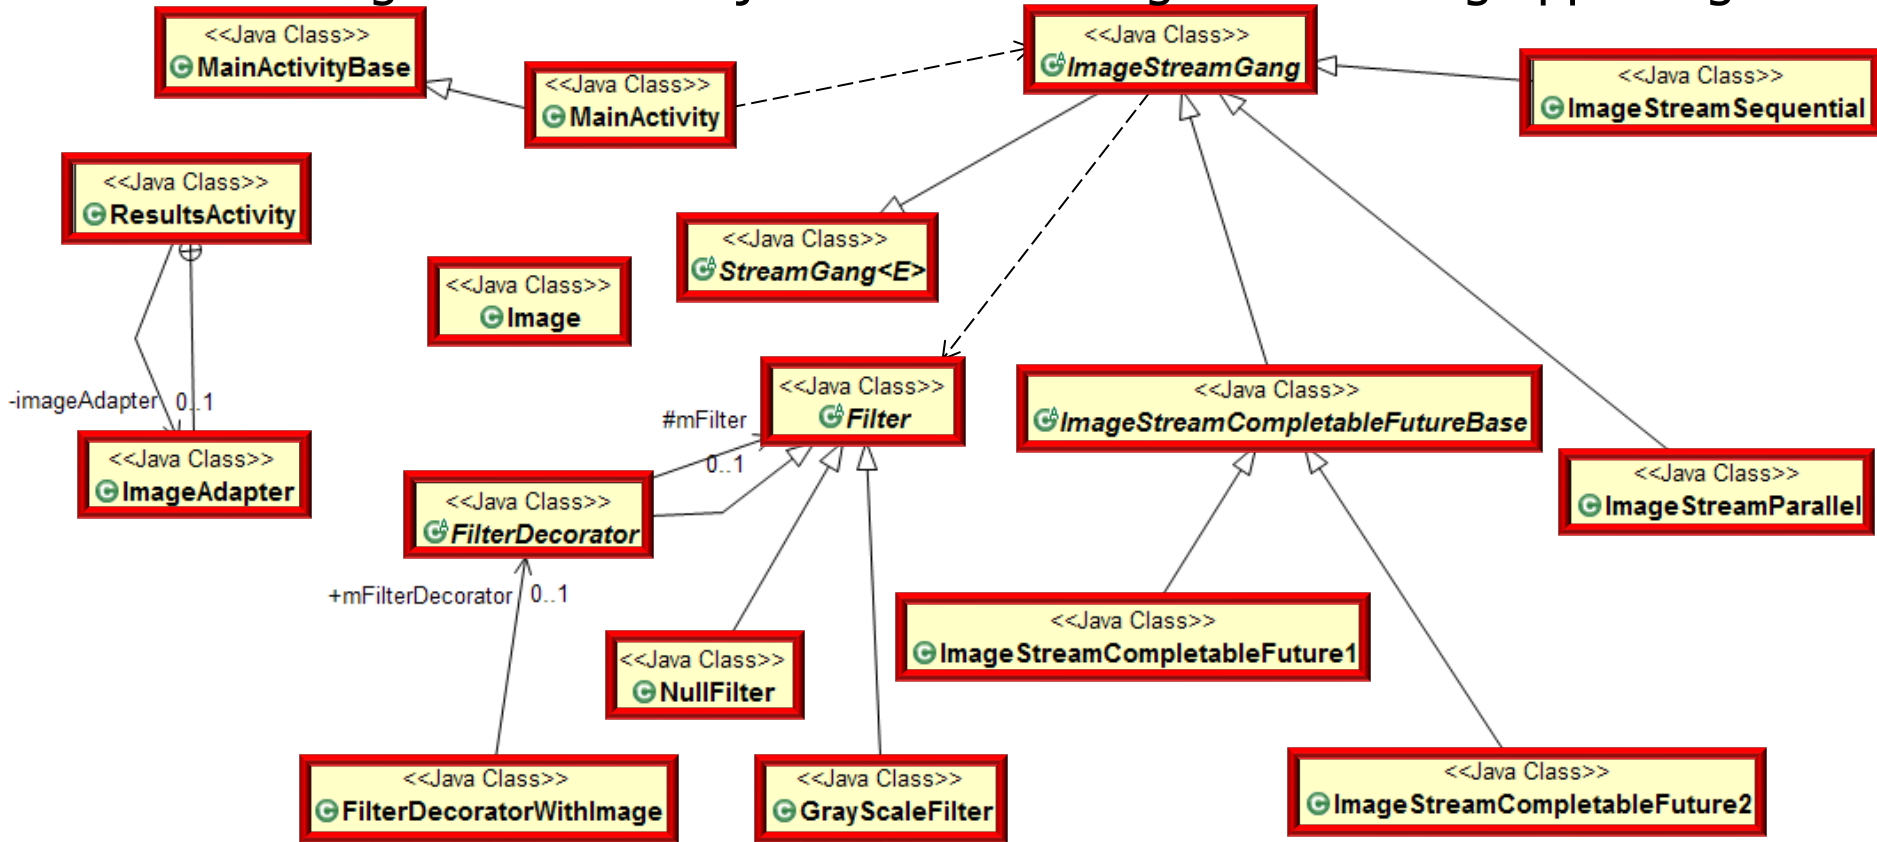 <<Java Class>>
MainActivityBase
<<Java Class>>
MainActivity
<<Java Class>>
ImageStreamGang
<<Java Class>>
ImageStreamSequential
<<Java Class>>
ResultsActivity
<<Java Class>>
StreamGang<E>
<<Java Class>>
Image
-imageAdapter 0..1
<<Java Class>>
ImageAdapter
<<Java Class>>
Filter
#mFilter
0..1
<<Java Class>>
ImageStreamCompletableFutureBase
<<Java Class>>
FilterDecorator
<<Java Class>>
ImageStreamParallel
+mFilterDecorator 0..1
<<Java Class>>
NullFilter
<<Java Class>>
ImageStreamCompletableFuture1
<<Java Class>>
FilterDecoratorWithImage
<<Java Class>>
GrayScaleFilter
<<Java Class>>
ImageStreamCompletableFuture2